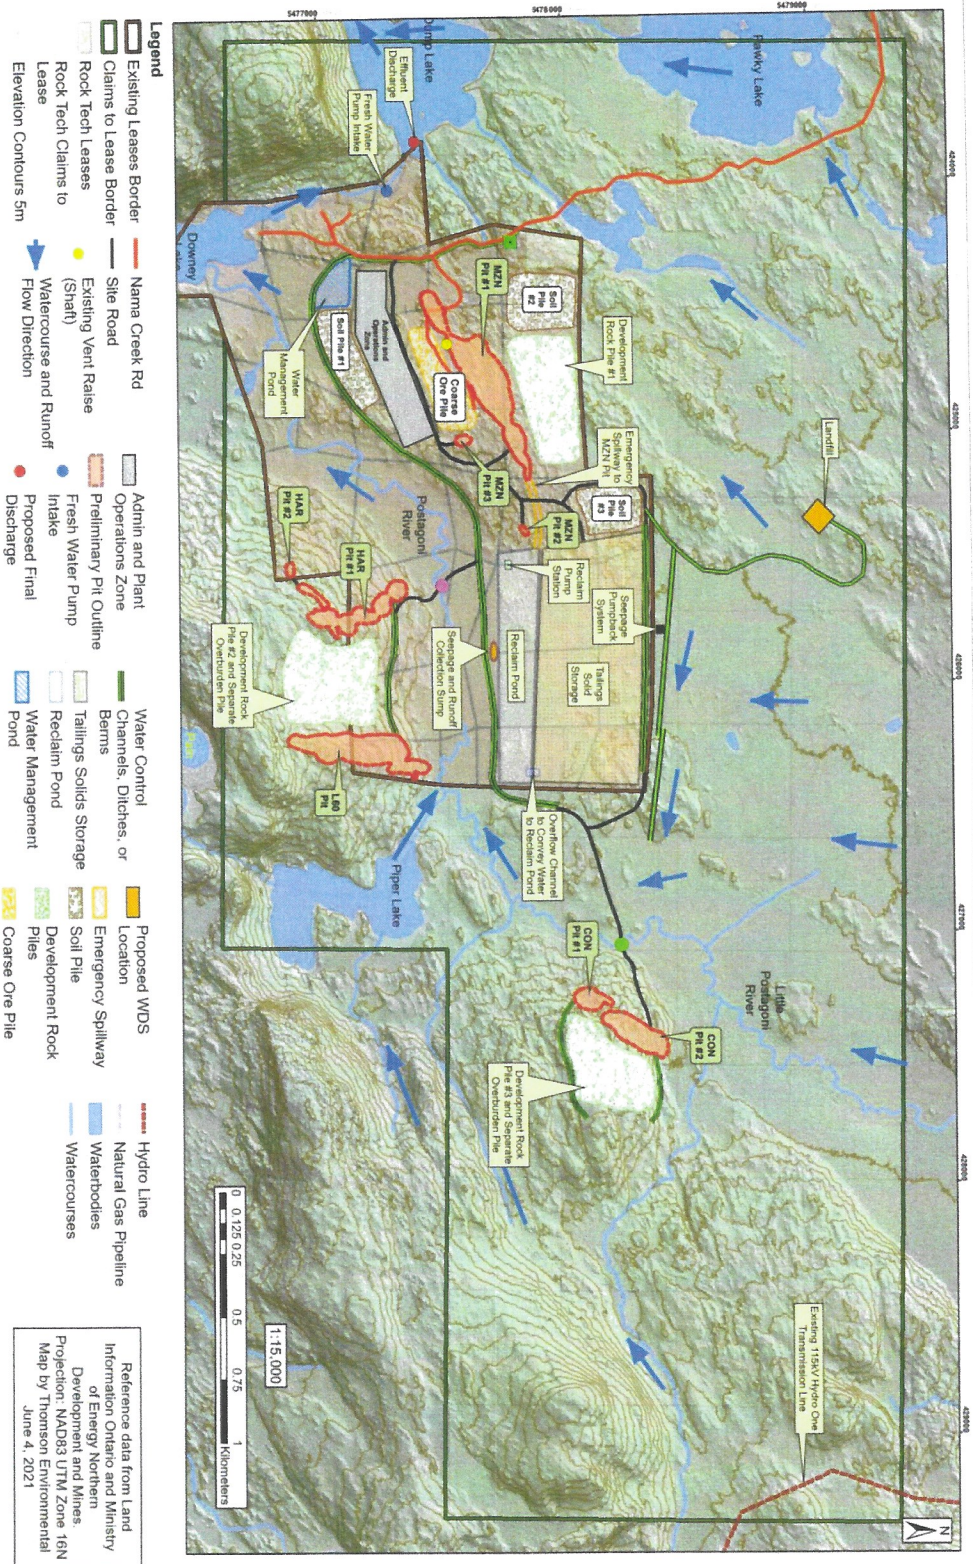 5477000
5478000
5479000
424000
425000
426000
427000
428000
429000
N
Fawky Lake
Effluent
Discharge
Fresh Water
Pump Intake
Downey
MZN
Pit #1
Soil
Pile
#2
Development
Rock Pile #1
Landfill
Emergency
Spillway to
MZN Pit
Soil
Pile
#3
MZN
Pit #2
MZN
Pit #3
Coarse
Ore Pile
Admin and
Operations
Zone
Soil Pile #1
Water
Management
Pond
Postagoni
River
HAR
Pit #2
HAR
Pit #1
Reclaim
Pump
Station
Seepage
Pumpback
System
Tailings
Solid
Storage
Reclaim Pond
Seepage and Runoff
Collection Sump
Development Rock
Pile #2 and Separate
Overburden Pile
L60
Pit
Overflow Channel
to Convey Water
to Reclaim Pond
Piper Lake
CON
Pit #1
CON
Pit #2
Little
Postagoni
River
Development Rock
Pile #3 and Separate
Overburden Pile
Existing 115kV Hydro One
Transmission Line
1:15,000
0 0.125 0.25 0.5 0.75 1
Kilometers
Legend
Existing Leases Border
Claims to Lease Border
Rock Tech Leases
Rock Tech Claims to
Lease
Elevation Contours 5m
Nama Creek Rd
Site Road
Existing Vent Raise
(Shaft)
Watercourse and Runoff
Flow Direction
Admin and Plant
Operations Zone
Preliminary Pit Outline
Fresh Water Pump
Intake
Proposed Final
Discharge
Water Control
Channels, Ditches, or
Berms
Tailings Solids Storage
Reclaim Pond
Water Management
Pond
Proposed WDS
Location
Emergency Spillway
Soil Pile
Development Rock
Piles
Coarse Ore Pile
Hydro Line
Natural Gas Pipeline
Waterbodies
Watercourses
Reference data from Land
Information Ontario and Ministry
of Energy Northern
Development and Mines.
Projection: NAD83 UTM Zone 16N
Map by Thomson Environmental
June 4, 2021